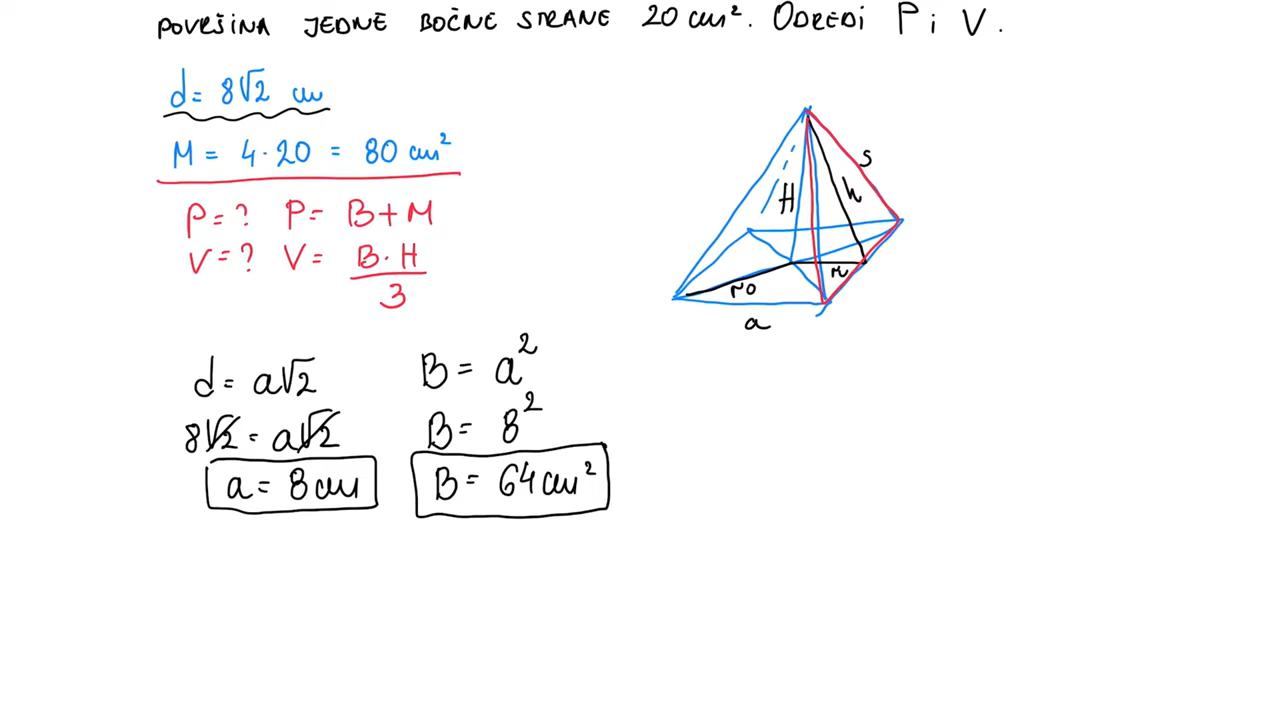 POVRŠINA JEDNE BOČNE STRANE 20 cm². ODREDI P i V.
d = 8√2 cm
M = 4·20 = 80 cm²
P = ? P = B + M
V = ? V = B·H
3
d = a√2
8√2 = a√2
a = 8 cm
B = a²
B = 8²
B = 64 cm²
s
H
h
r
ro
a